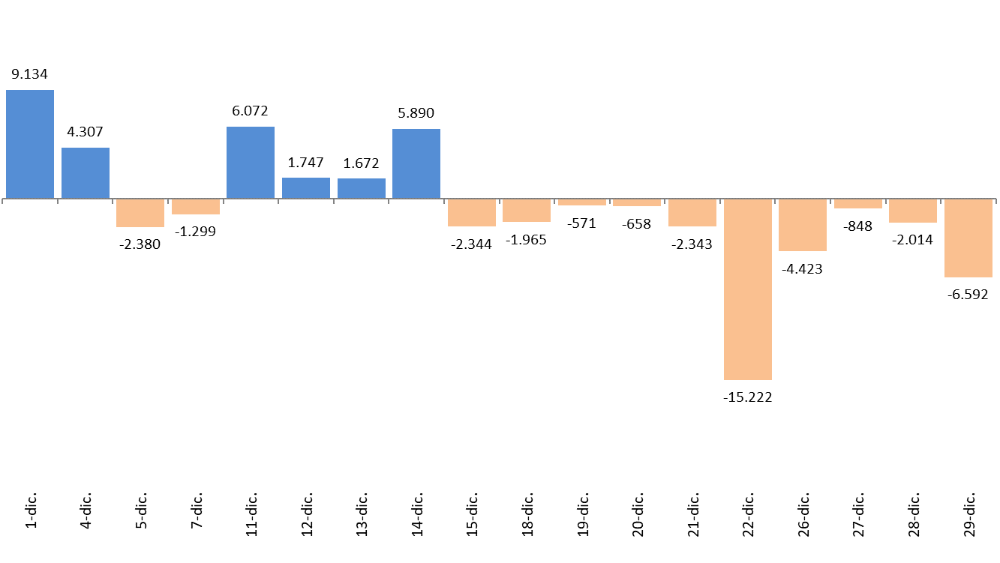 9.134
4.307
-2.380
-1.299
6.072
1.747
1.672
5.890
-2.344
-1.965
-571
-658
-2.343
-15.222
-4.423
-848
-2.014
-6.592
1-dic.
4-dic.
5-dic.
7-dic.
11-dic.
12-dic.
13-dic.
14-dic.
15-dic.
18-dic.
19-dic.
20-dic.
21-dic.
22-dic.
26-dic.
27-dic.
28-dic.
29-dic.